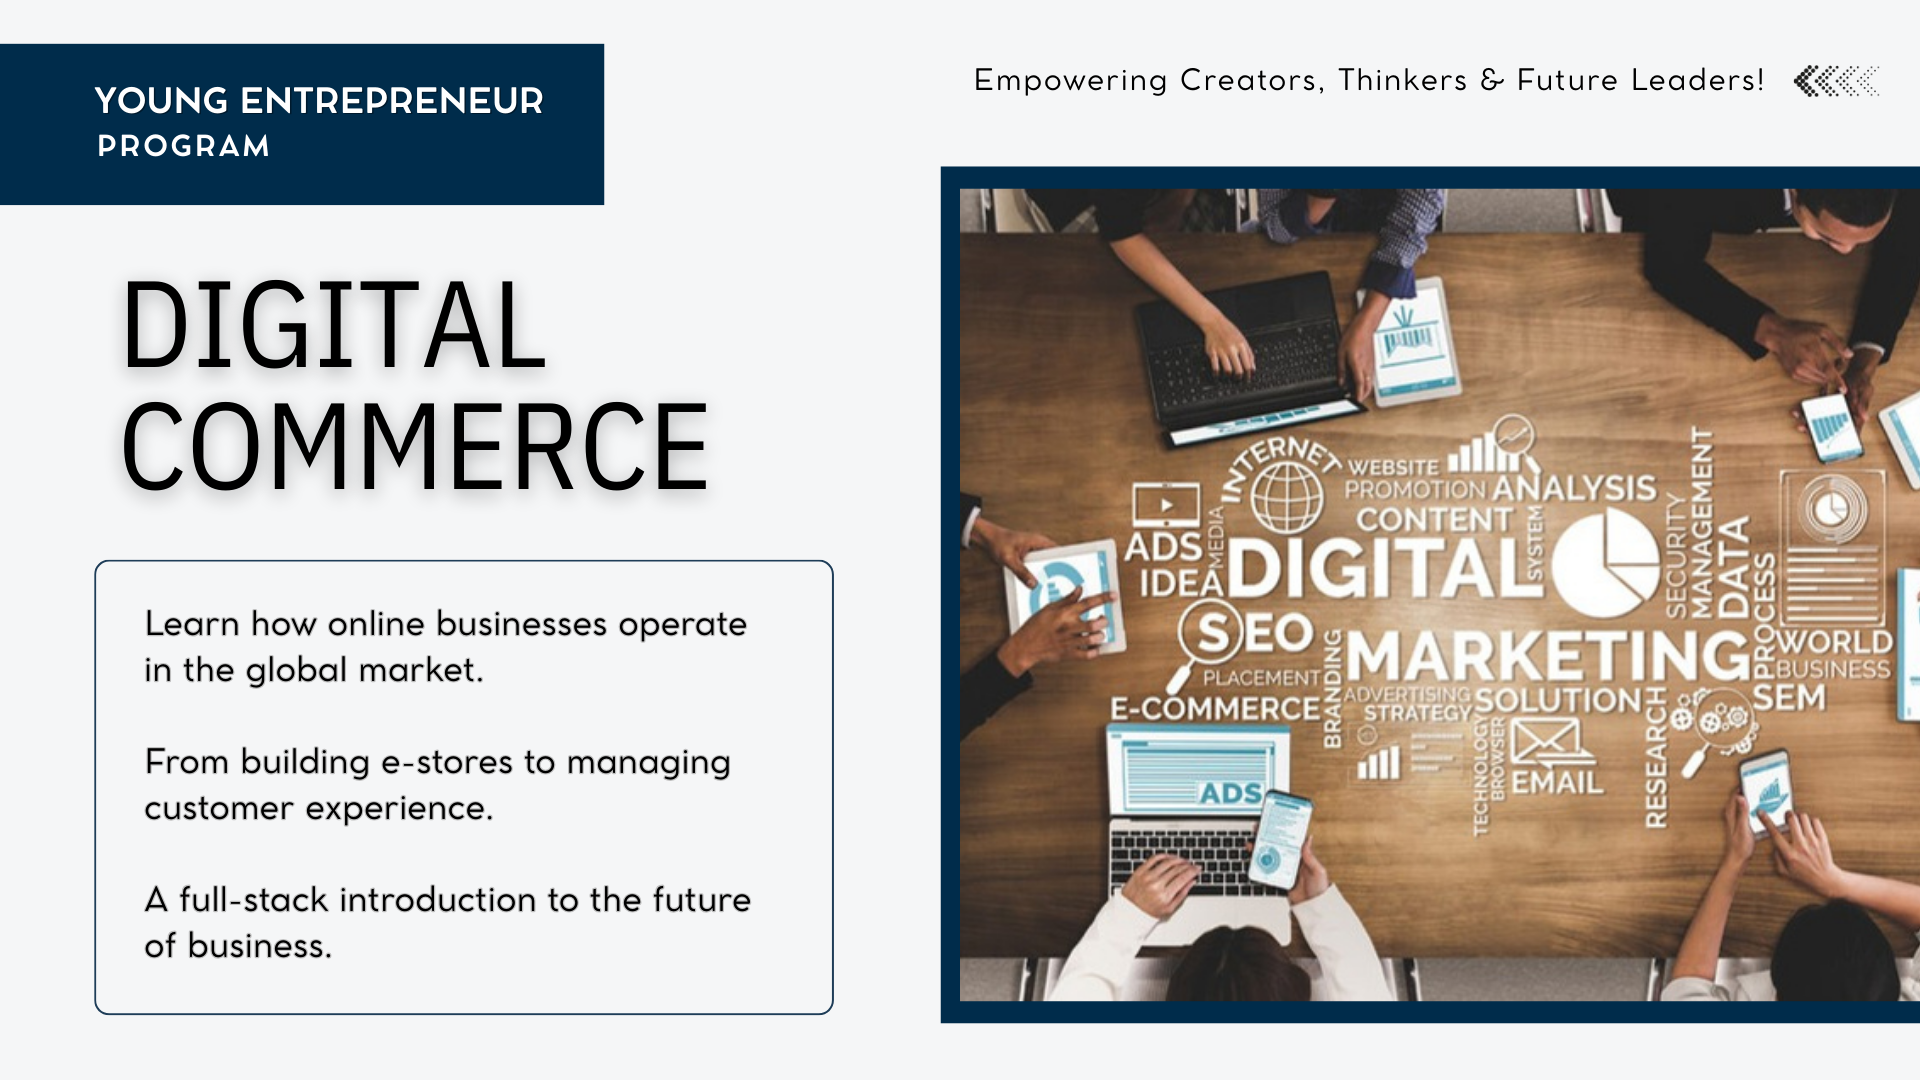 YOUNG ENTREPRENEUR
PROGRAM
Empowering Creators, Thinkers & Future Leaders!
DIGITAL
COMMERCE
Learn how online businesses operate
in the global market.
From building e-stores to managing
customer experience.
A full-stack introduction to the future
of business.
INTERNET
WEBSITE
PROMOTION
ANALYSIS
CONTENT
SYSTEM
MEDIA
ADS
IDEA
DIGITAL
SECURITY
MANAGEMENT
DATA
PROCESS
SEO
MARKETING
WORLD
BUSINESS
PLACEMENT
BRANDING
ADVERTISING
STRATEGY
SOLUTION
SEM
E-COMMERCE
TECHNOLOGY
BROWSER
EMAIL
RESEARCH
ADS